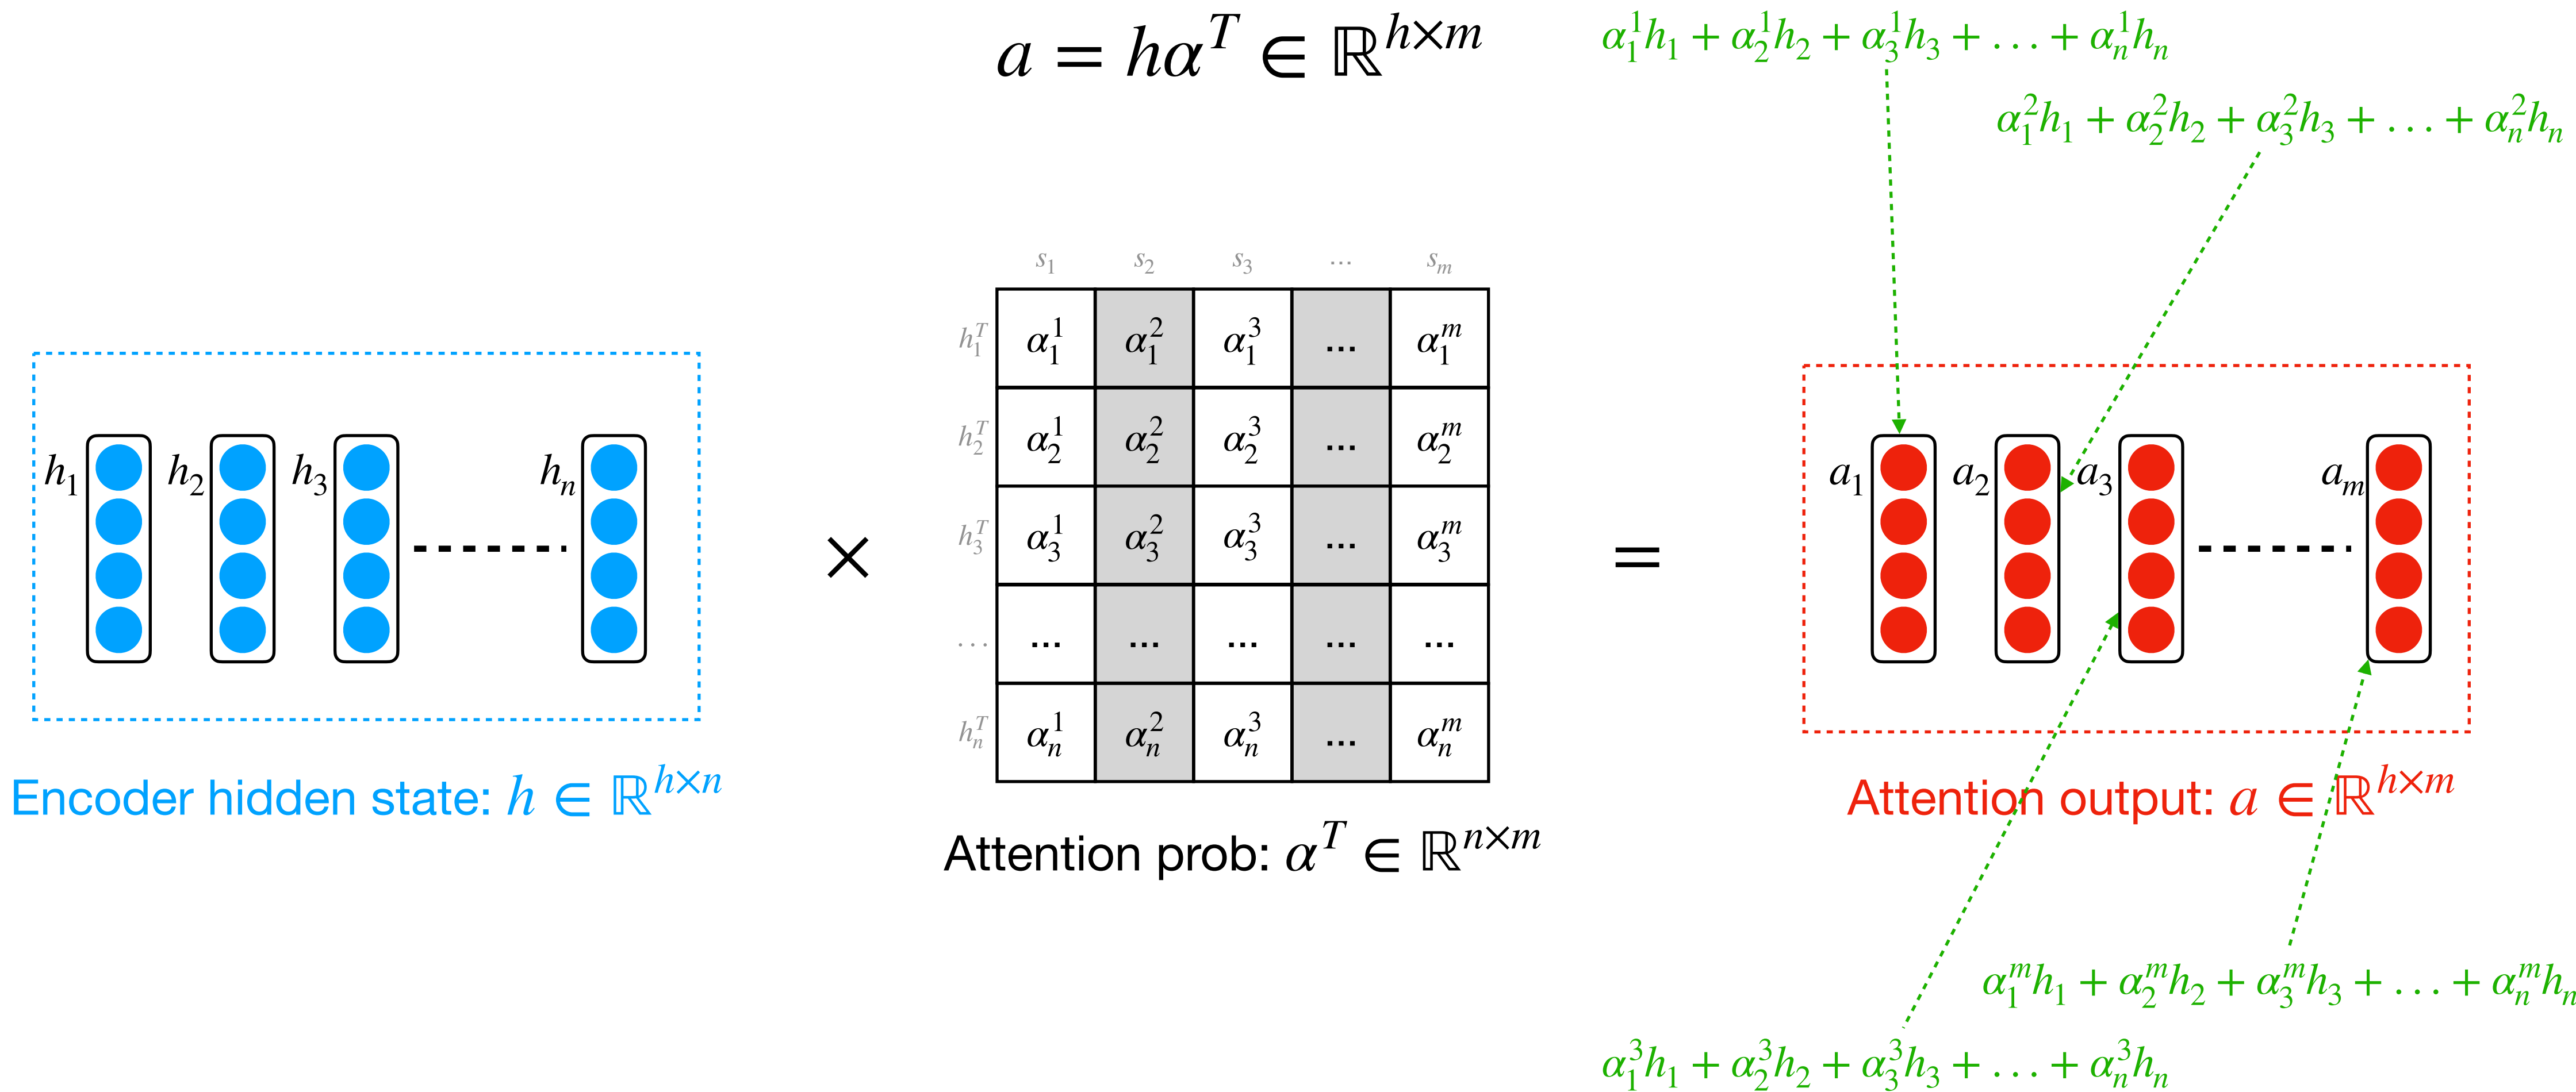 a = hα^T ∈ ℝ^{h×m}
α_1^1h_1 + α_2^1h_2 + α_3^1h_3 + … + α_n^1h_n
α_1^2h_1 + α_2^2h_2 + α_3^2h_3 + … + α_n^2h_n
s_1 s_2 s_3 … s_m
h_1^T α_1^1 α_1^2 α_1^3 ... α_1^m
h_2^T α_2^1 α_2^2 α_2^3 ... α_2^m
h_3^T α_3^1 α_3^2 α_3^3 ... α_3^m
… ... ... ... ... ...
h_n^T α_n^1 α_n^2 α_n^3 ... α_n^m
h_1 h_2 h_3 h_n
×
=
a_1 a_2 a_3 a_m
Encoder hidden state: h ∈ ℝ^{h×n}
Attention prob: α^T ∈ ℝ^{n×m}
Attention output: a ∈ ℝ^{h×m}
α_1^mh_1 + α_2^mh_2 + α_3^mh_3 + … + α_n^mh_n
α_1^3h_1 + α_2^3h_2 + α_3^3h_3 + … + α_n^3h_n